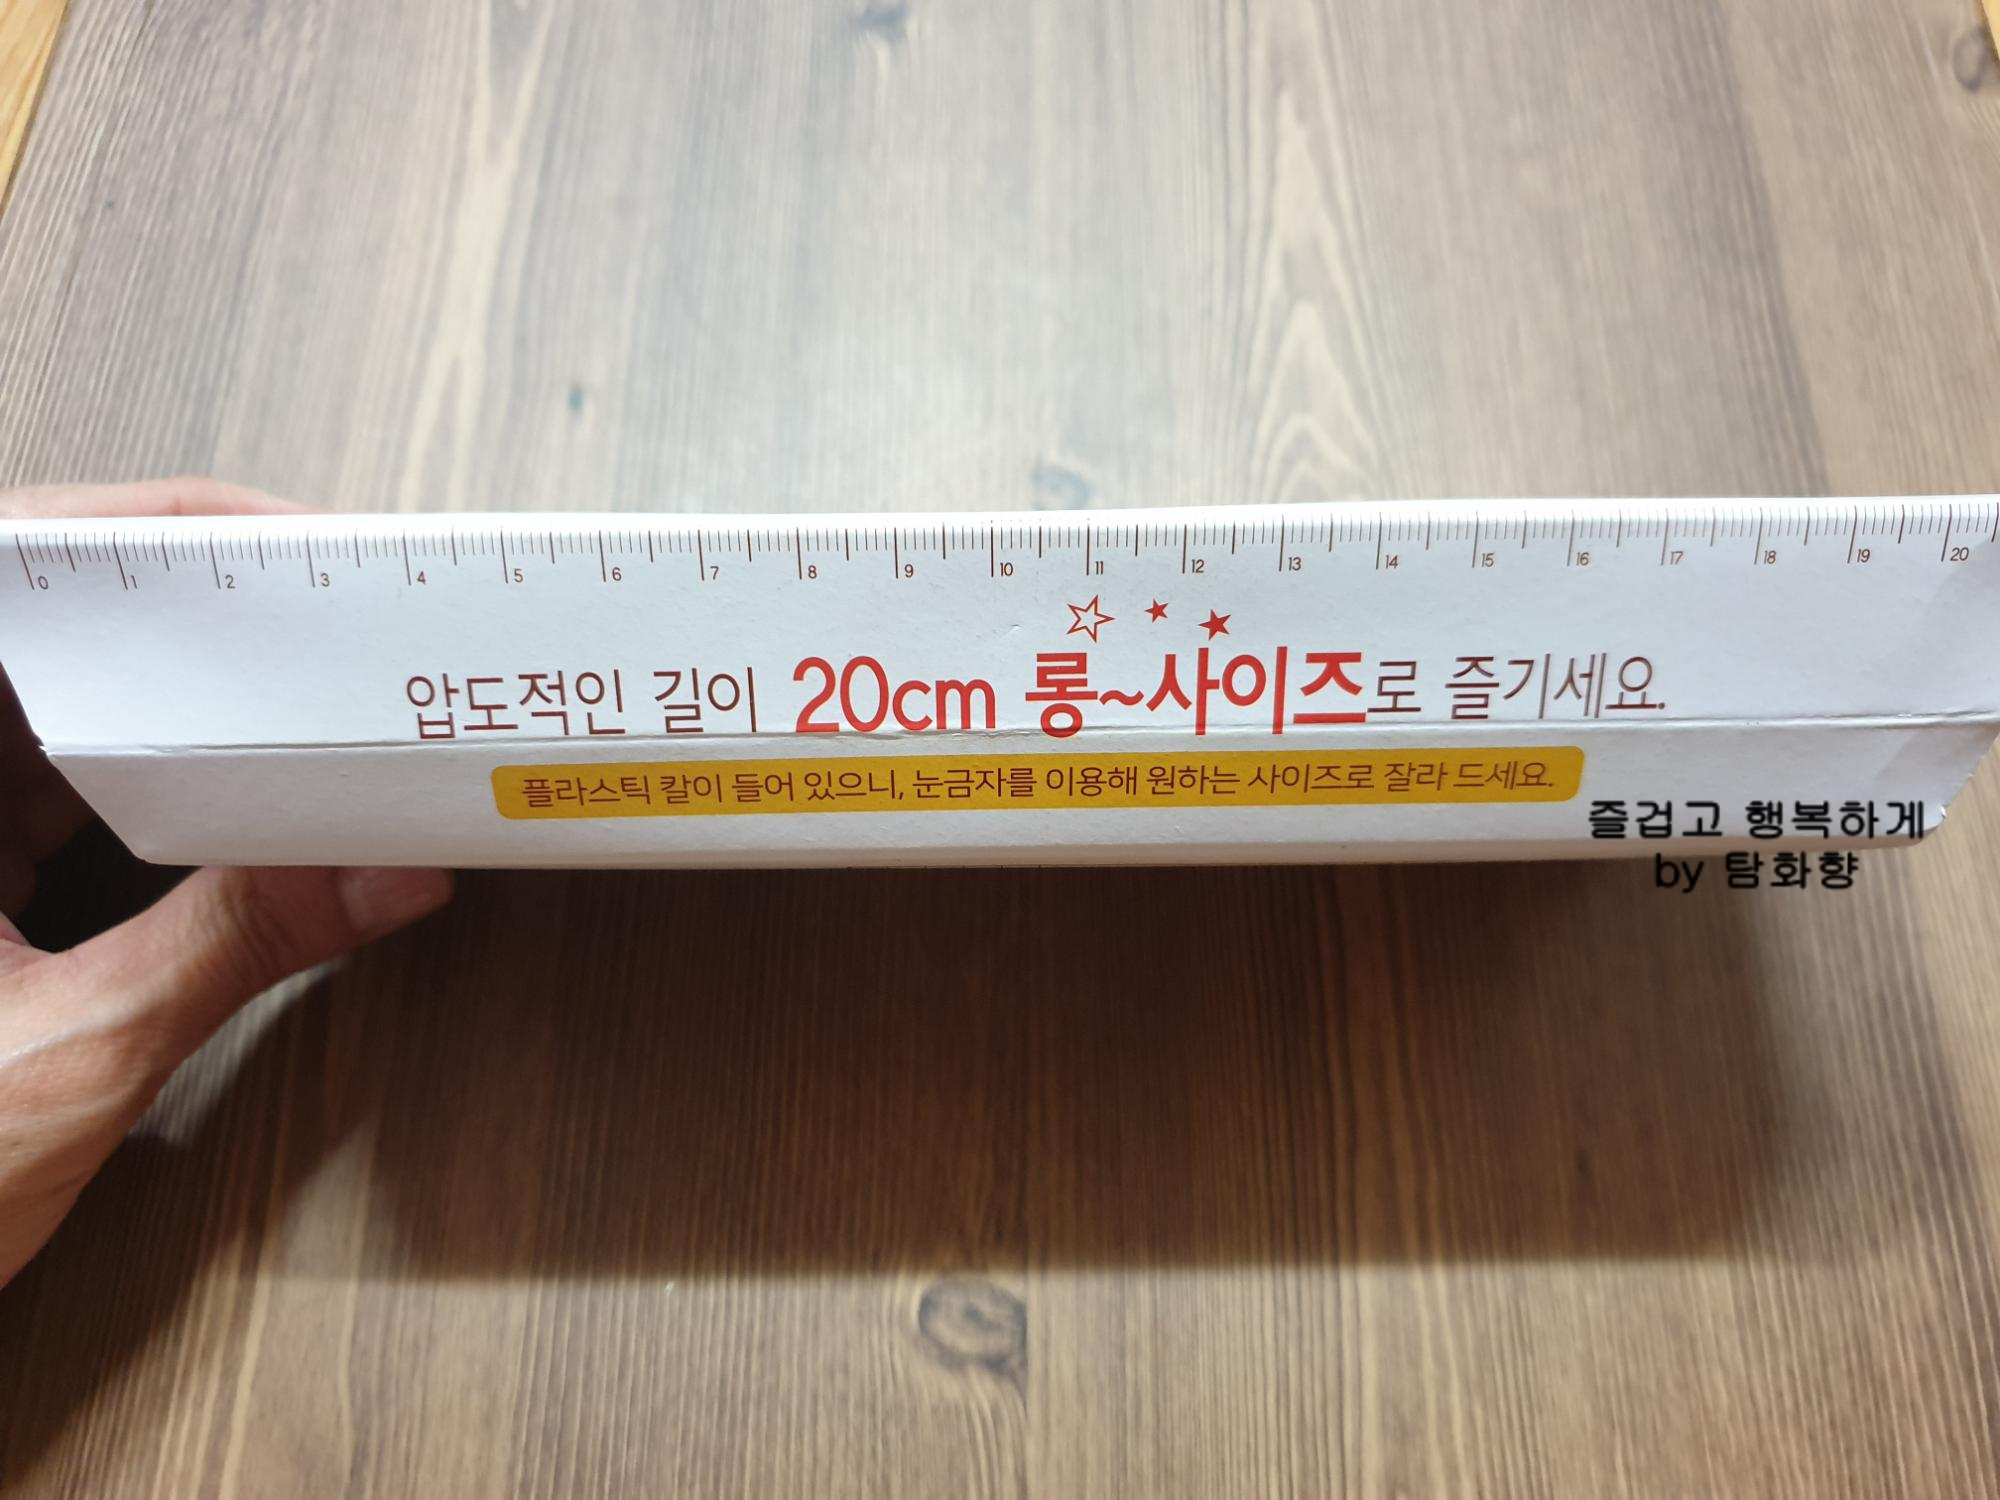 0 1 2 3 4 5 6 7 8 9 10 11 12 13 14 15 16 17 18 19 20
압도적인 길이 20cm 롱~사이즈로 즐기세요.
플라스틱 칼이 들어 있으니, 눈금자를 이용해 원하는 사이즈로 잘라 드세요.
즐겁고 행복하게
by 탐화향